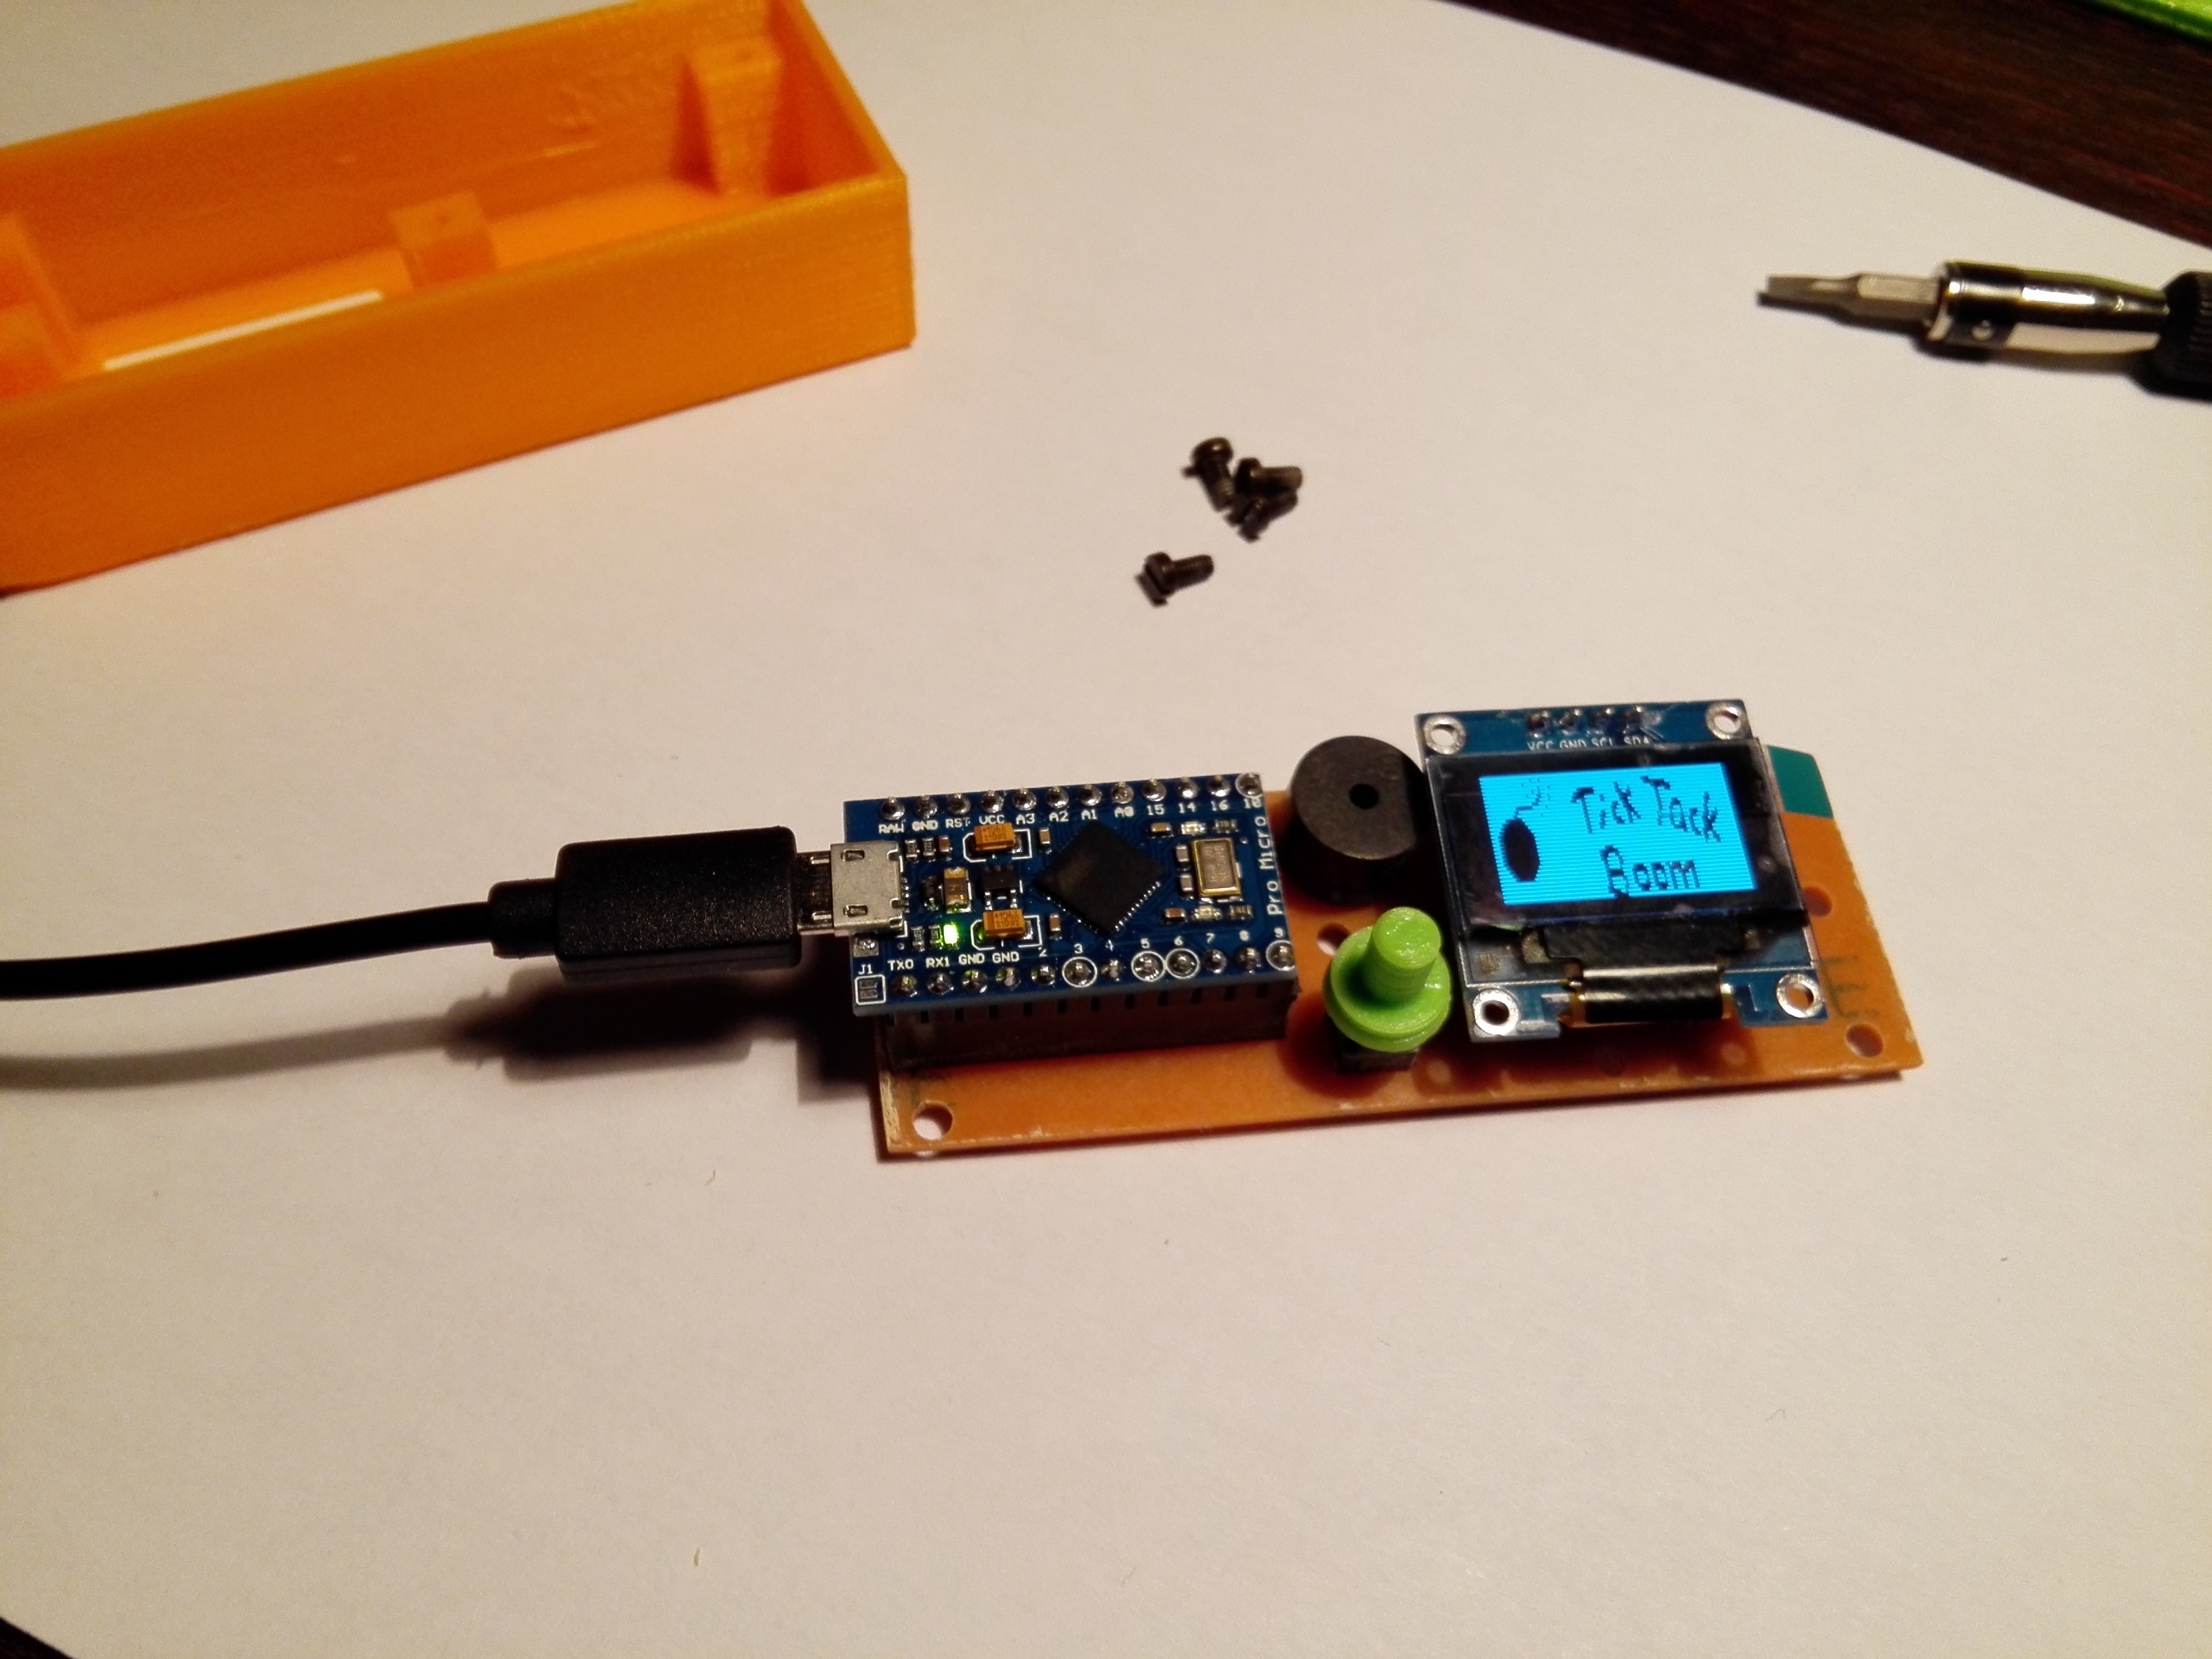 VCC GND SCL SDA
Tick Tack
Boom
RAW GND RST VCC A3 A2 A1 A0 15 14 16 10
Pro Micro
J1 TXO RX1 GND GND 2 3 4 5 6 7 8 9